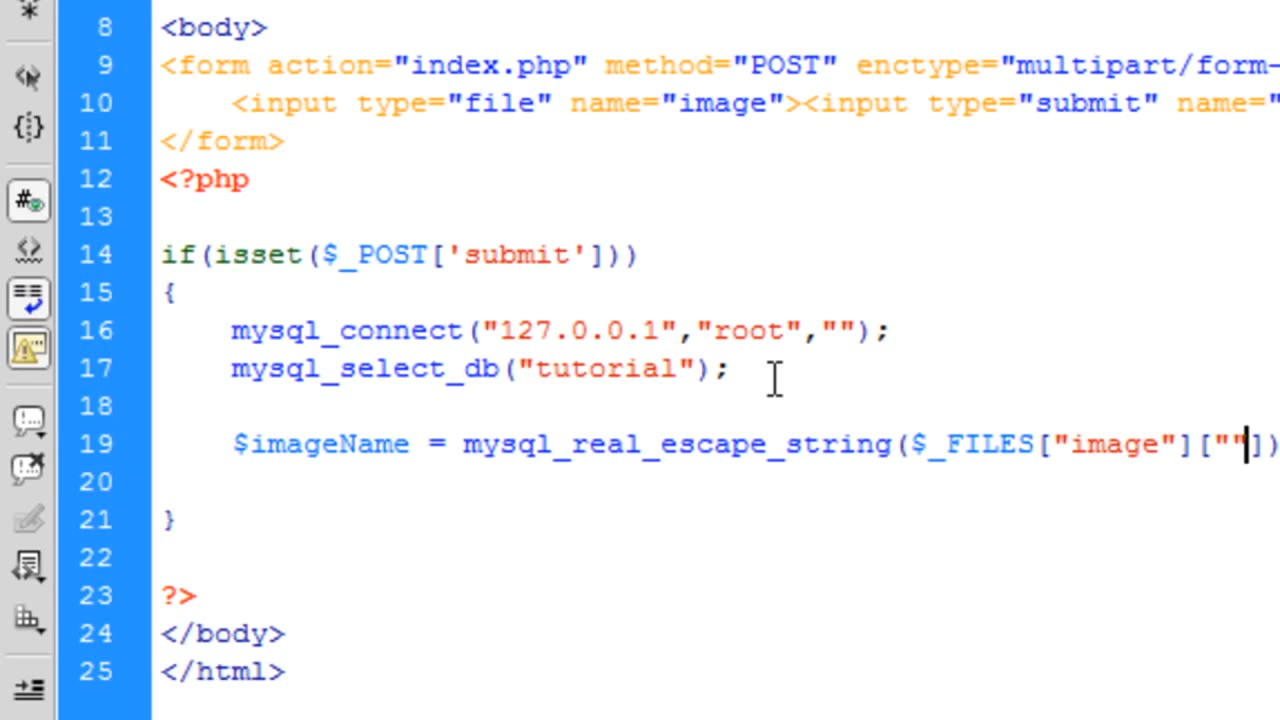 8 <body>
9 <form action="index.php" method="POST" enctype="multipart/form-
10 <input type="file" name="image"><input type="submit" name="
11 </form>
12 <?php
13
14 if(isset($_POST['submit']))
15 {
16 mysql_connect("127.0.0.1","root","");
17 mysql_select_db("tutorial");
18
19 $imageName = mysql_real_escape_string($_FILES["image"][""])
20
21 }
22
23 ?>
24 </body>
25 </html>